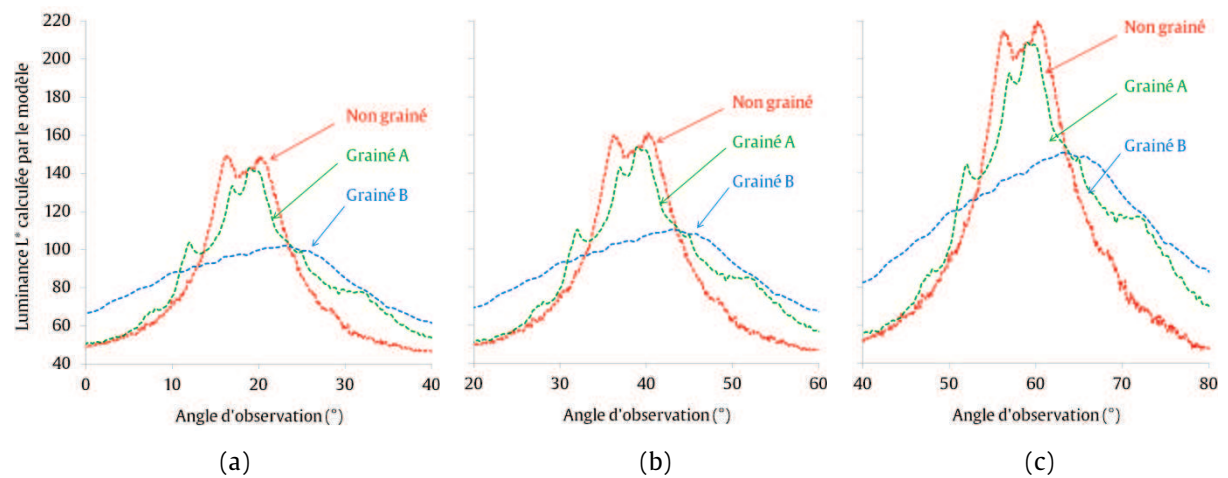 Luminance L* calculée par le modèle
220
200
180
160
140
120
100
80
60
40
Non grainé
Grainé A
Grainé B
0
10
20
30
40
Angle d'observation (°)
(a)
Non grainé
Grainé A
Grainé B
20
30
40
50
60
Angle d'observation (°)
(b)
Non grainé
Grainé A
Grainé B
40
50
60
70
80
Angle d'observation (°)
(c)